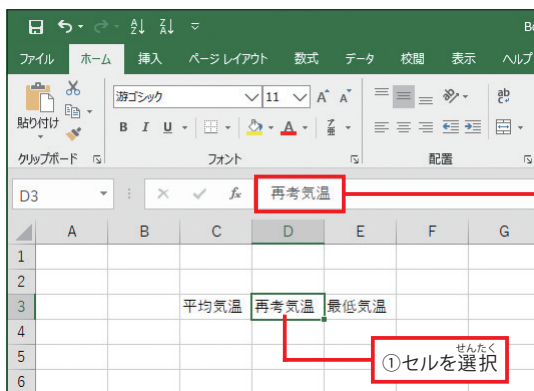 Bo
ファイル ホーム 挿入 ページレイアウト 数式 データ 校閲 表示 ヘルプ
游ゴシック 11 A A ab
貼り付け B I U A
クリップボード フォント 配置
D3 fx 再考気温
A B C D E F G
1
2
3 平均気温 再考気温 最低気温
4
せんたく
5 ①セルを選択
6